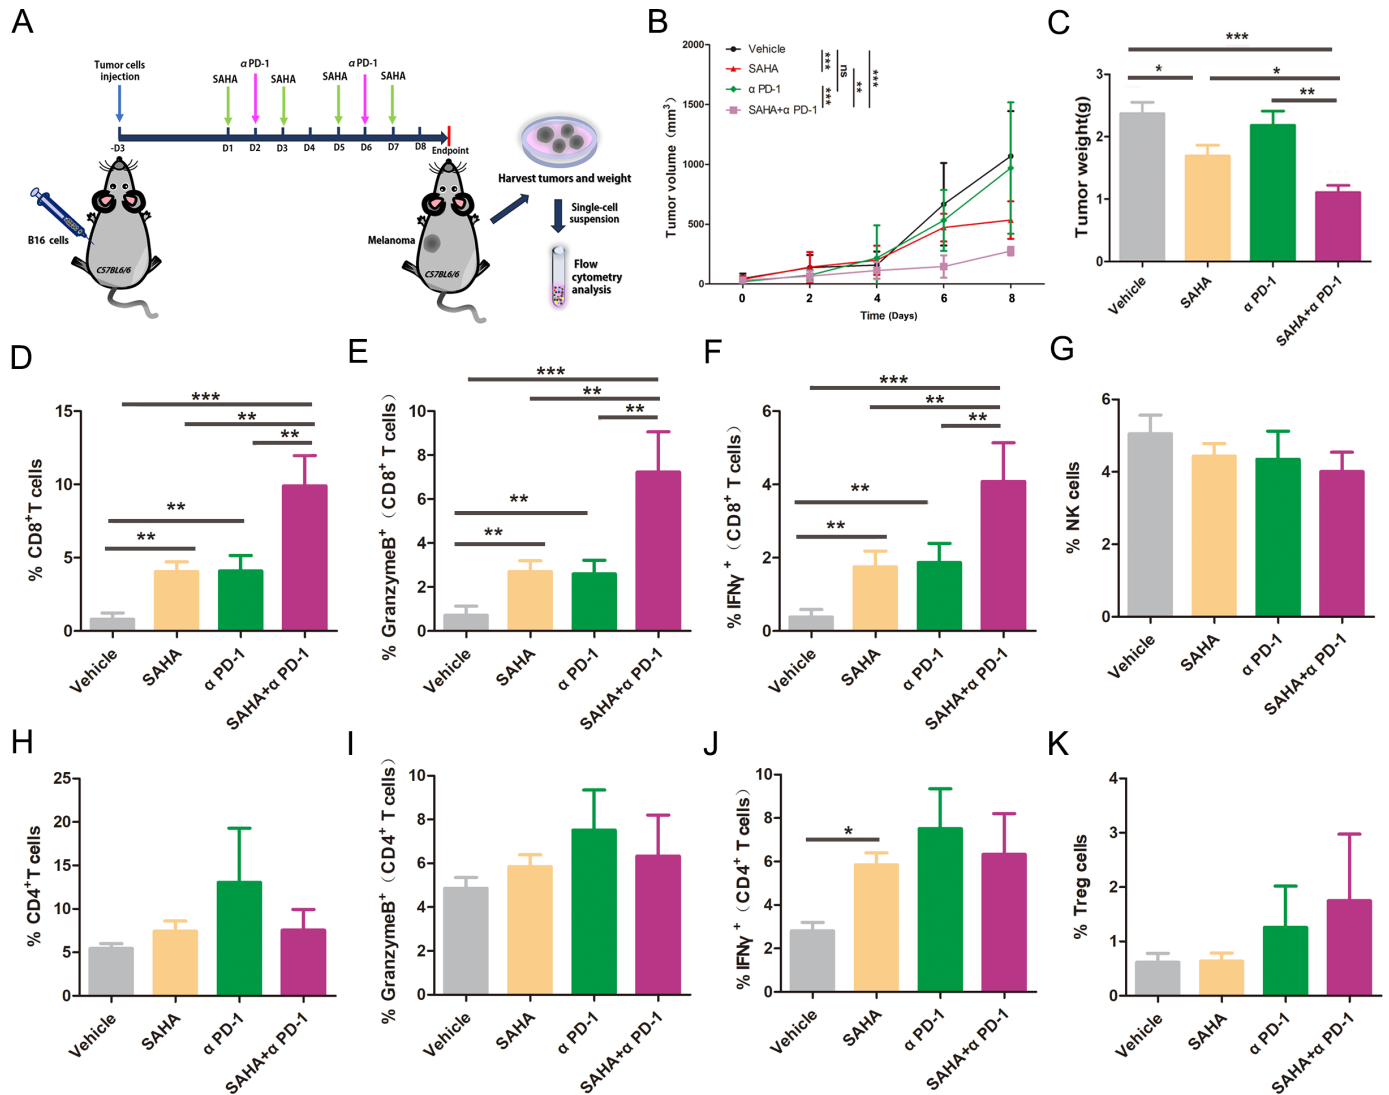 A
Tumor cells
injection
SAHA
α PD-1
SAHA
SAHA
α PD-1
SAHA
-D3
D1
D2
D3
D4
D5
D6
D7
D8
Endpoint
B16 cells
C57BL6/6
Melanoma
C57BL6/6
Harvest tumors and weight
Single-cell
suspension
Flow
cytometry
analysis
B
Tumor volume (mm³)
2000
1500
1000
500
0
Vehicle
SAHA
α PD-1
SAHA+α PD-1
***
ns
***
**
***
0
2
4
6
8
Time (Days)
C
Tumor weight(g)
3
2
1
0
***
*
*
**
Vehicle
SAHA
α PD-1
SAHA+α PD-1
D
% CD8⁺T cells
15
10
5
0
***
**
**
**
**
Vehicle
SAHA
α PD-1
SAHA+α PD-1
E
% GranzymeB⁺（CD8⁺ T cells）
10
8
6
4
2
0
***
**
**
**
**
Vehicle
SAHA
α PD-1
SAHA+α PD-1
F
% IFNγ ⁺（CD8⁺ T cells）
6
4
2
0
***
**
**
**
**
Vehicle
SAHA
α PD-1
SAHA+α PD-1
G
% NK cells
6
4
2
0
Vehicle
SAHA
α PD-1
SAHA+α PD-1
H
% CD4⁺T cells
25
20
15
10
5
0
Vehicle
SAHA
α PD-1
SAHA+α PD-1
I
% GranzymeB⁺（CD4⁺ T cells）
10
8
6
4
2
0
Vehicle
SAHA
α PD-1
SAHA+α PD-1
J
% IFNγ ⁺（CD4⁺ T cells）
10
8
6
4
2
0
*
Vehicle
SAHA
α PD-1
SAHA+α PD-1
K
% Treg cells
4
3
2
1
0
Vehicle
SAHA
α PD-1
SAHA+α PD-1